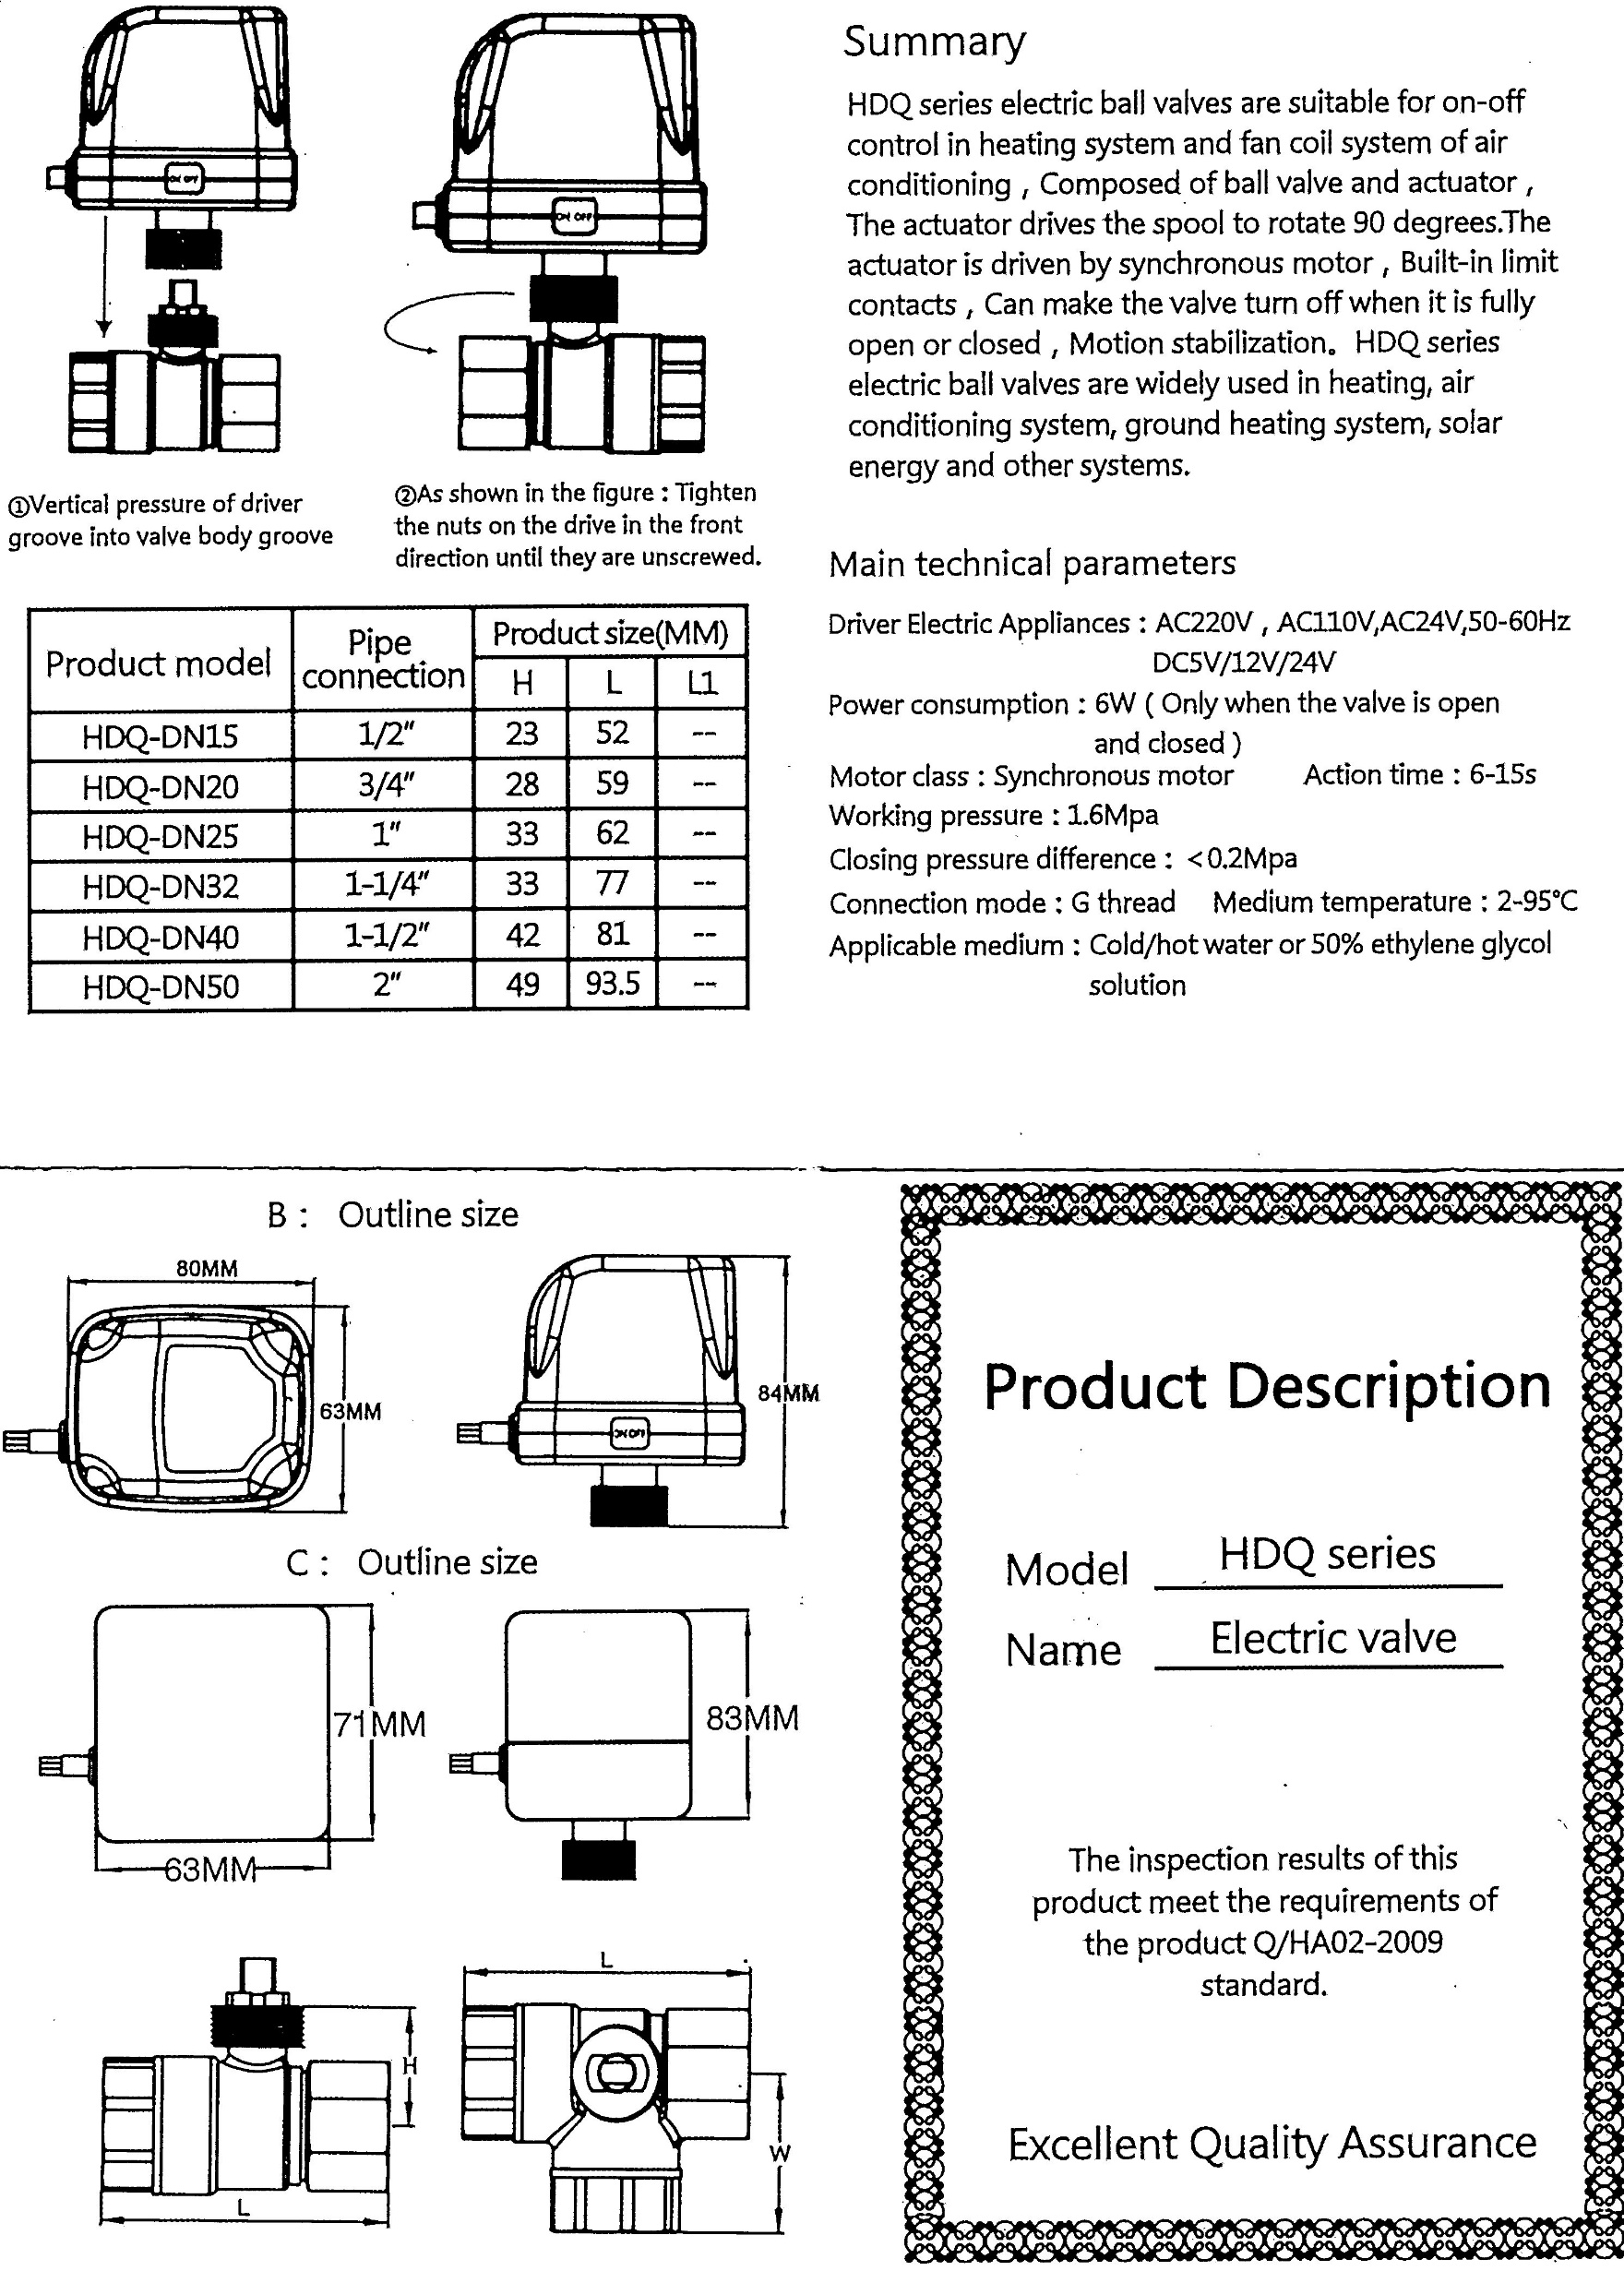 ON OFF
ON OFF
①Vertical pressure of driver
groove into valve body groove
②As shown in the figure : Tighten
the nuts on the drive in the front
direction until they are unscrewed.
Product model Pipe connection Product size(MM)
H L L1
HDQ-DN15 1/2" 23 52 --
HDQ-DN20 3/4" 28 59 --
HDQ-DN25 1" 33 62 --
HDQ-DN32 1-1/4" 33 77 --
HDQ-DN40 1-1/2" 42 81 --
HDQ-DN50 2" 49 93.5 --
Summary
HDQ series electric ball valves are suitable for on-off
control in heating system and fan coil system of air
conditioning , Composed of ball valve and actuator ,
The actuator drives the spool to rotate 90 degrees.The
actuator is driven by synchronous motor , Built-in limit
contacts , Can make the valve turn off when it is fully
open or closed , Motion stabilization。 HDQ series
electric ball valves are widely used in heating, air
conditioning system, ground heating system, solar
energy and other systems.
Main technical parameters
Driver Electric Appliances : AC220V , AC110V,AC24V,50-60Hz
DC5V/12V/24V
Power consumption : 6W ( Only when the valve is open
and closed )
Motor class : Synchronous motor Action time : 6-15s
Working pressure : 1.6Mpa
Closing pressure difference : <0.2Mpa
Connection mode : G thread Medium temperature : 2-95°C
Applicable medium : Cold/hot water or 50% ethylene glycol
solution
B : Outline size
80MM
63MM
84MM
ON OFF
C : Outline size
71MM
63MM
83MM
H
L
L
W
Product Description
Model HDQ series
Name Electric valve
The inspection results of this
product meet the requirements of
the product Q/HA02-2009
standard.
Excellent Quality Assurance